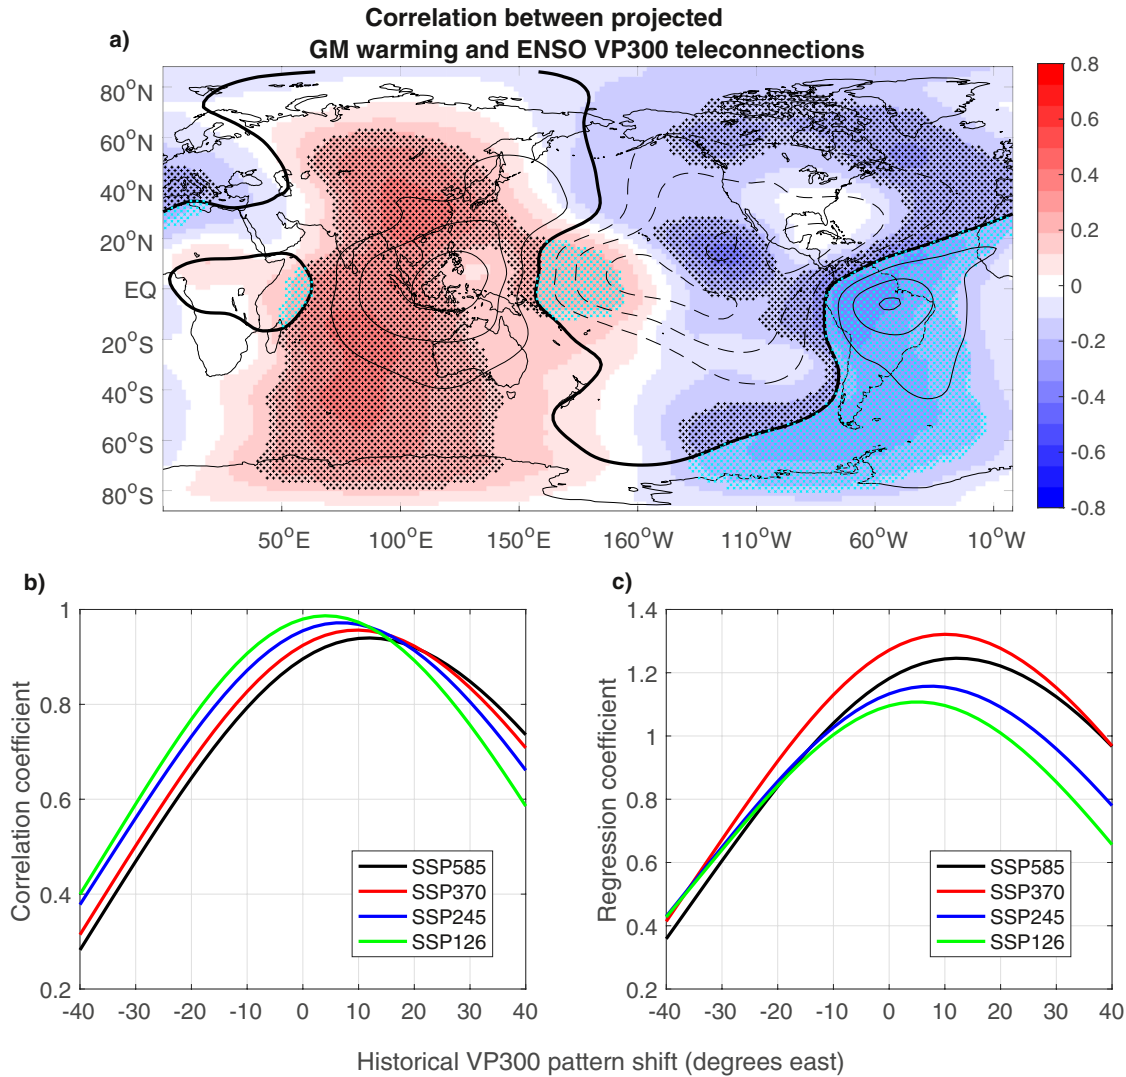 Correlation between projected
a) GM warming and ENSO VP300 teleconnections
80°N
60°N
40°N
20°N
EQ
20°S
40°S
60°S
80°S
50°E 100°E 150°E 160°W 110°W 60°W 10°W
0.8
0.6
0.4
0.2
0
-0.2
-0.4
-0.6
-0.8
b)
Correlation coefficient
1
0.8
0.6
0.4
0.2
-40 -30 -20 -10 0 10 20 30 40
SSP585
SSP370
SSP245
SSP126
c)
Regression coefficient
1.4
1.2
1
0.8
0.6
0.4
0.2
-40 -30 -20 -10 0 10 20 30 40
SSP585
SSP370
SSP245
SSP126
Historical VP300 pattern shift (degrees east)